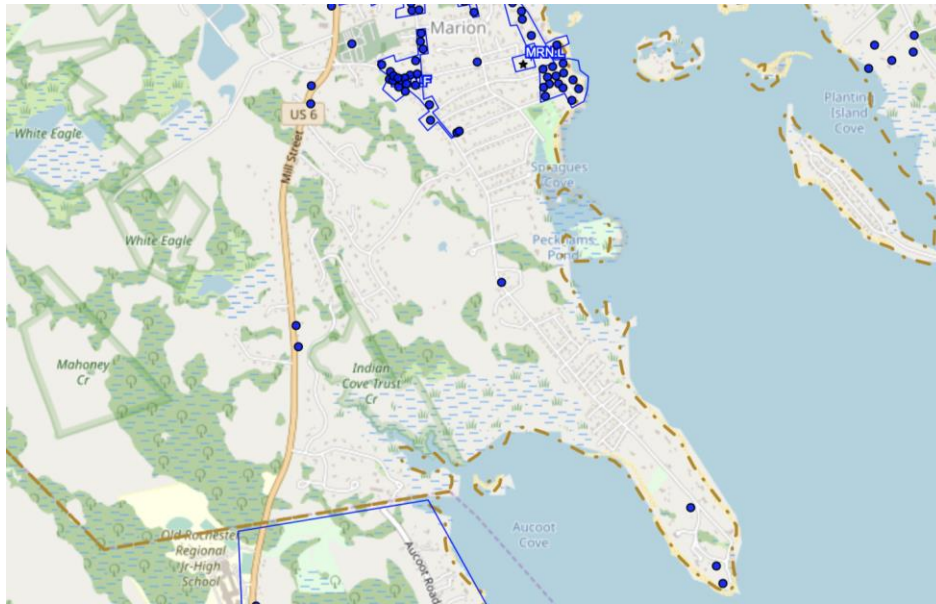 Marion
MRN.L
US 6
White Eagle
Mill Street
Planting
Island
Cove
Spragues
Cove
White Eagle
Peckhams
Pond
Mahoney
Cr
Indian
Cove Trust
Cr
Old Rochester
Regional
Jr-High
School
Aucoot
Cove
Aucoot Road